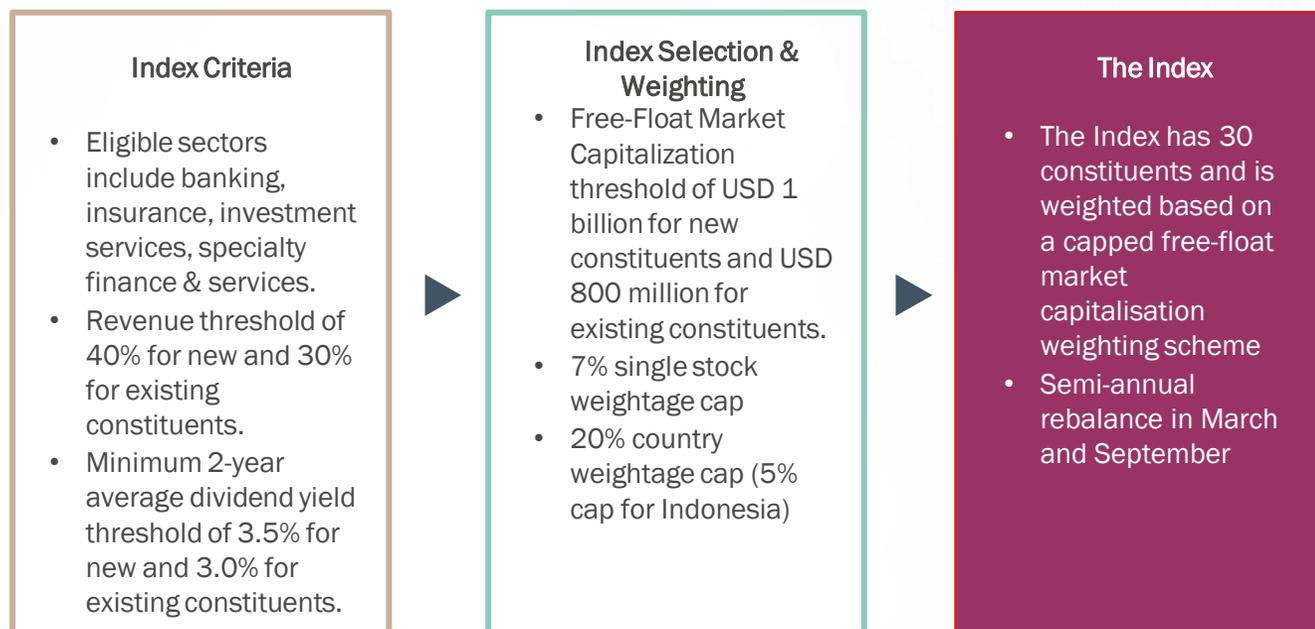 Index Criteria
• Eligible sectors
include banking,
insurance, investment
services, specialty
finance & services.
• Revenue threshold of
40% for new and 30%
for existing
constituents.
• Minimum 2-year
average dividend yield
threshold of 3.5% for
new and 3.0% for
existing constituents.
Index Selection &
Weighting
• Free-Float Market
Capitalization
threshold of USD 1
billion for new
constituents and USD
800 million for
existing constituents.
• 7% single stock
weightage cap
• 20% country
weightage cap (5%
cap for Indonesia)
The Index
• The Index has 30
constituents and is
weighted based on
a capped free-float
market
capitalisation
weighting scheme
• Semi-annual
rebalance in March
and September